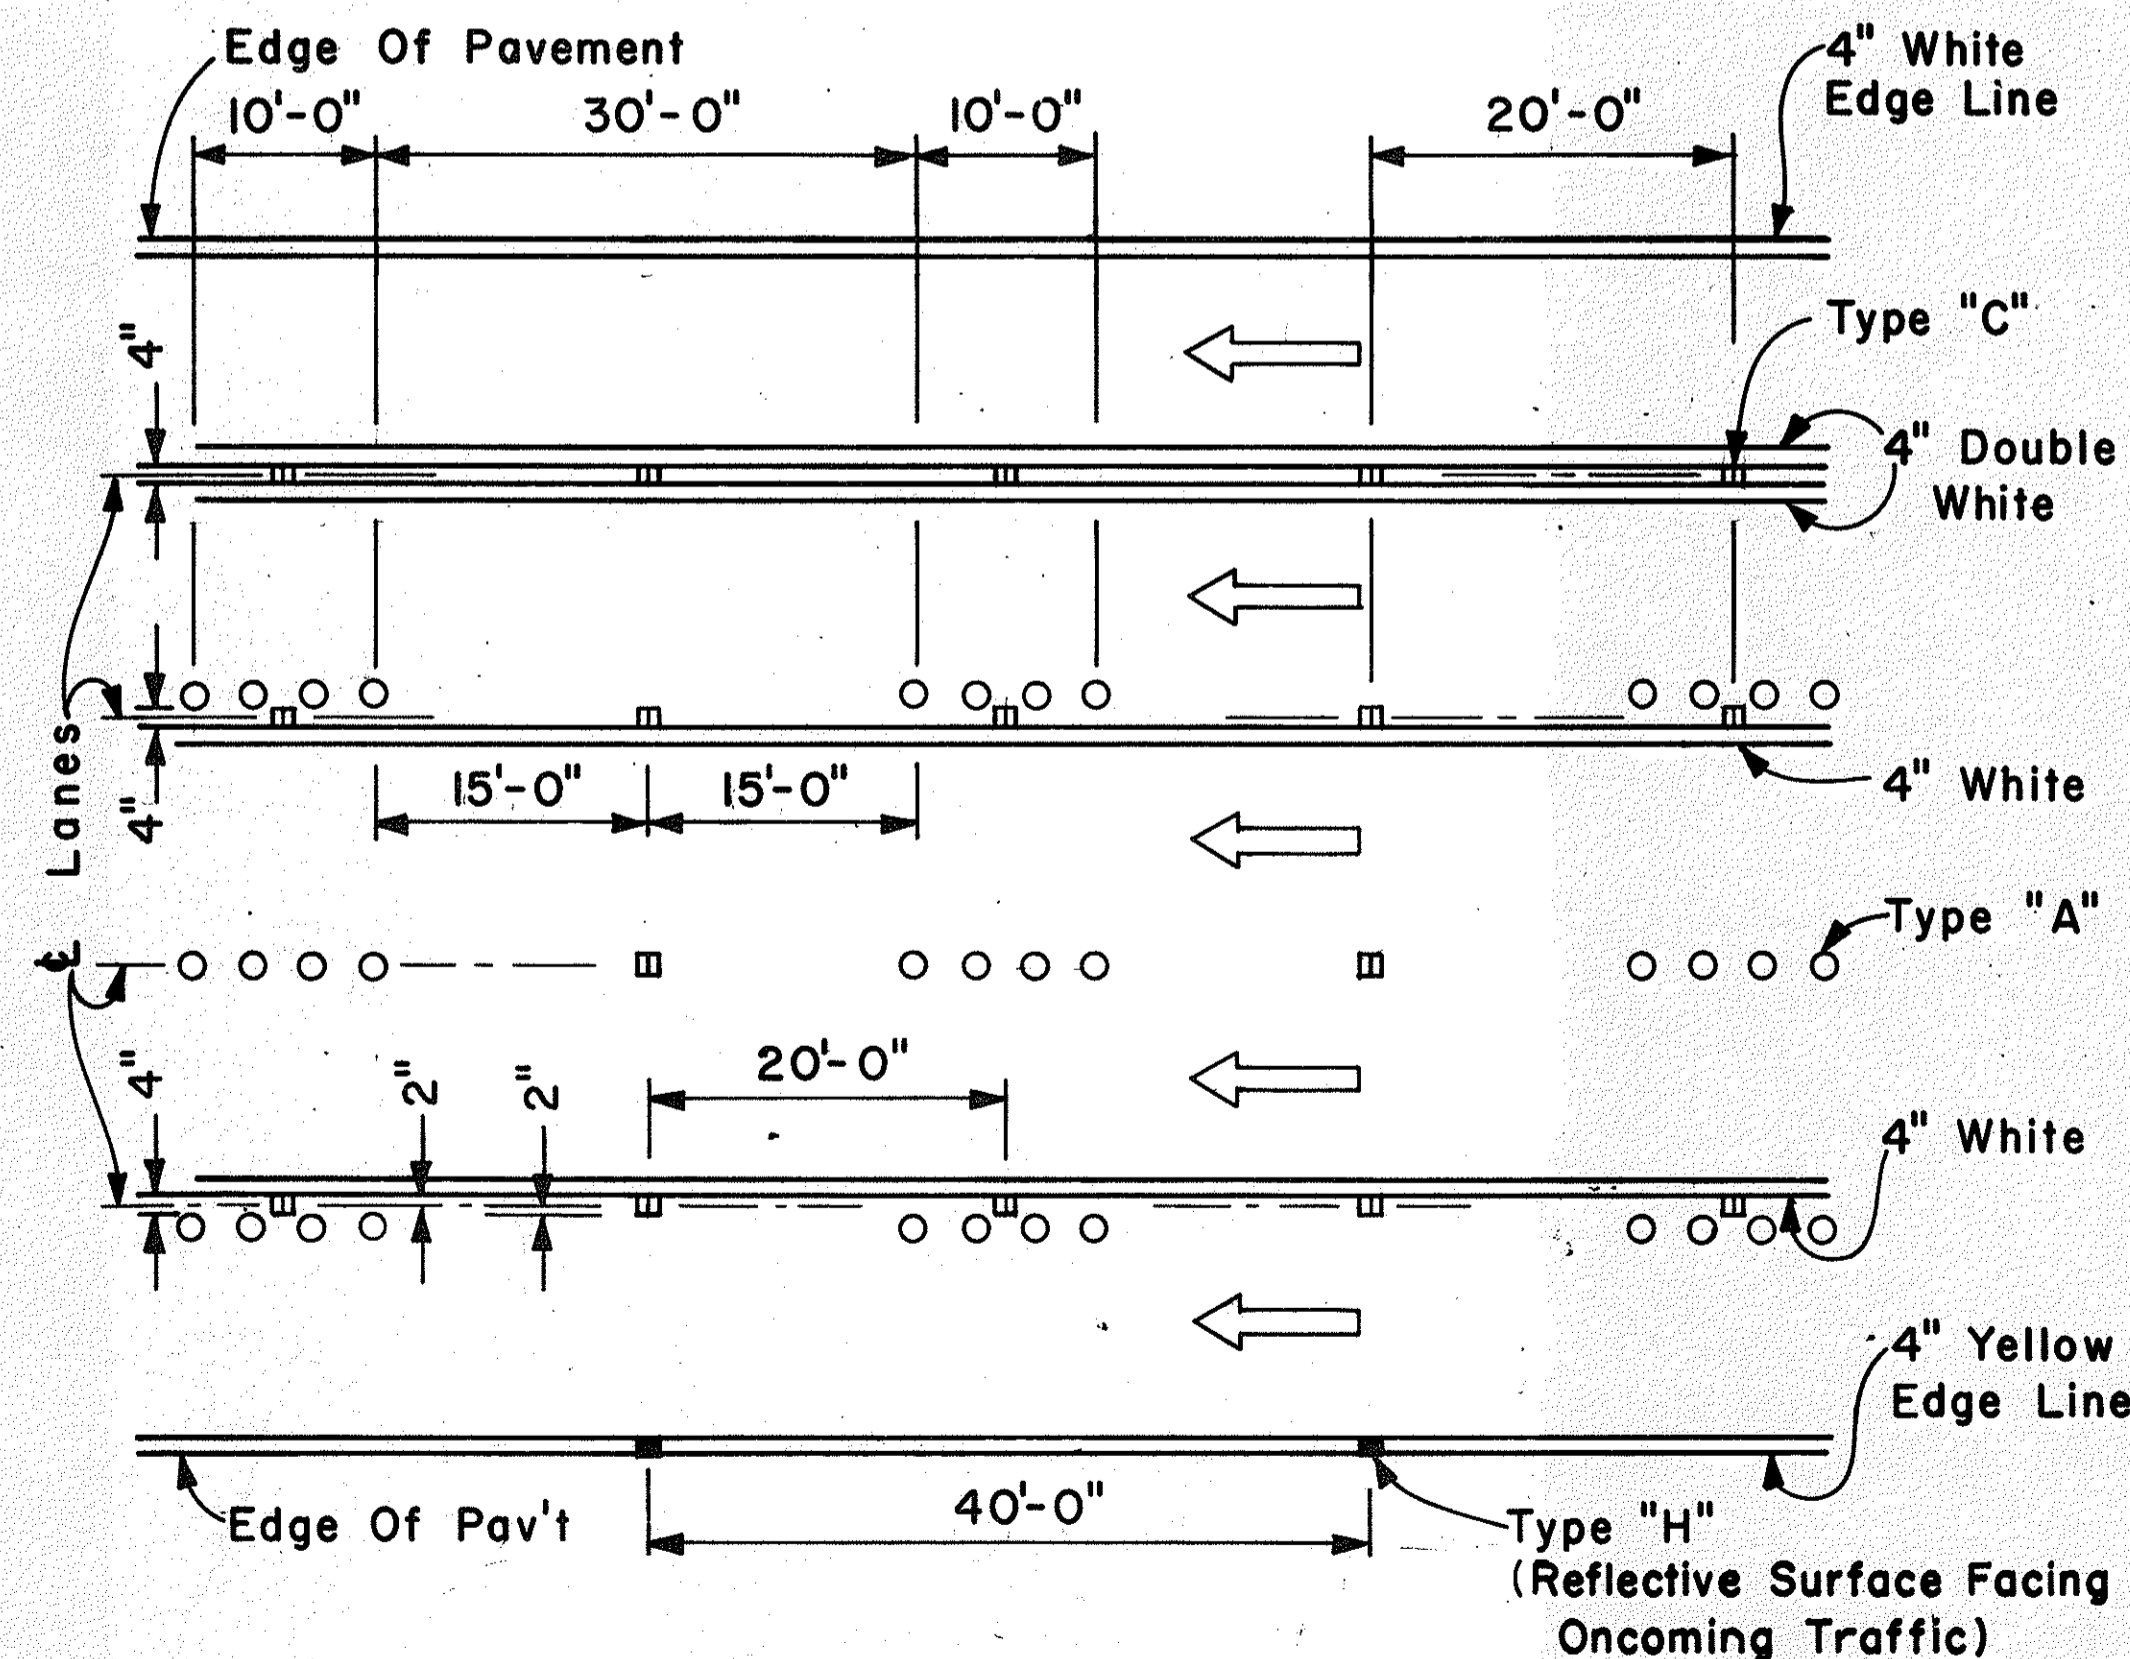 Edge Of Pavement
4" White
Edge Line
10'-0"
30'-0"
10'-0"
20'-0"
4"
Type "C"
4" Double
White
15'-0"
15'-0"
4"
4" White
℄ Lanes
Type "A"
4"
2"
2"
20'-0"
4" White
4" Yellow
Edge Line
Edge Of Pav't
40'-0"
Type "H"
(Reflective Surface Facing
Oncoming Traffic)